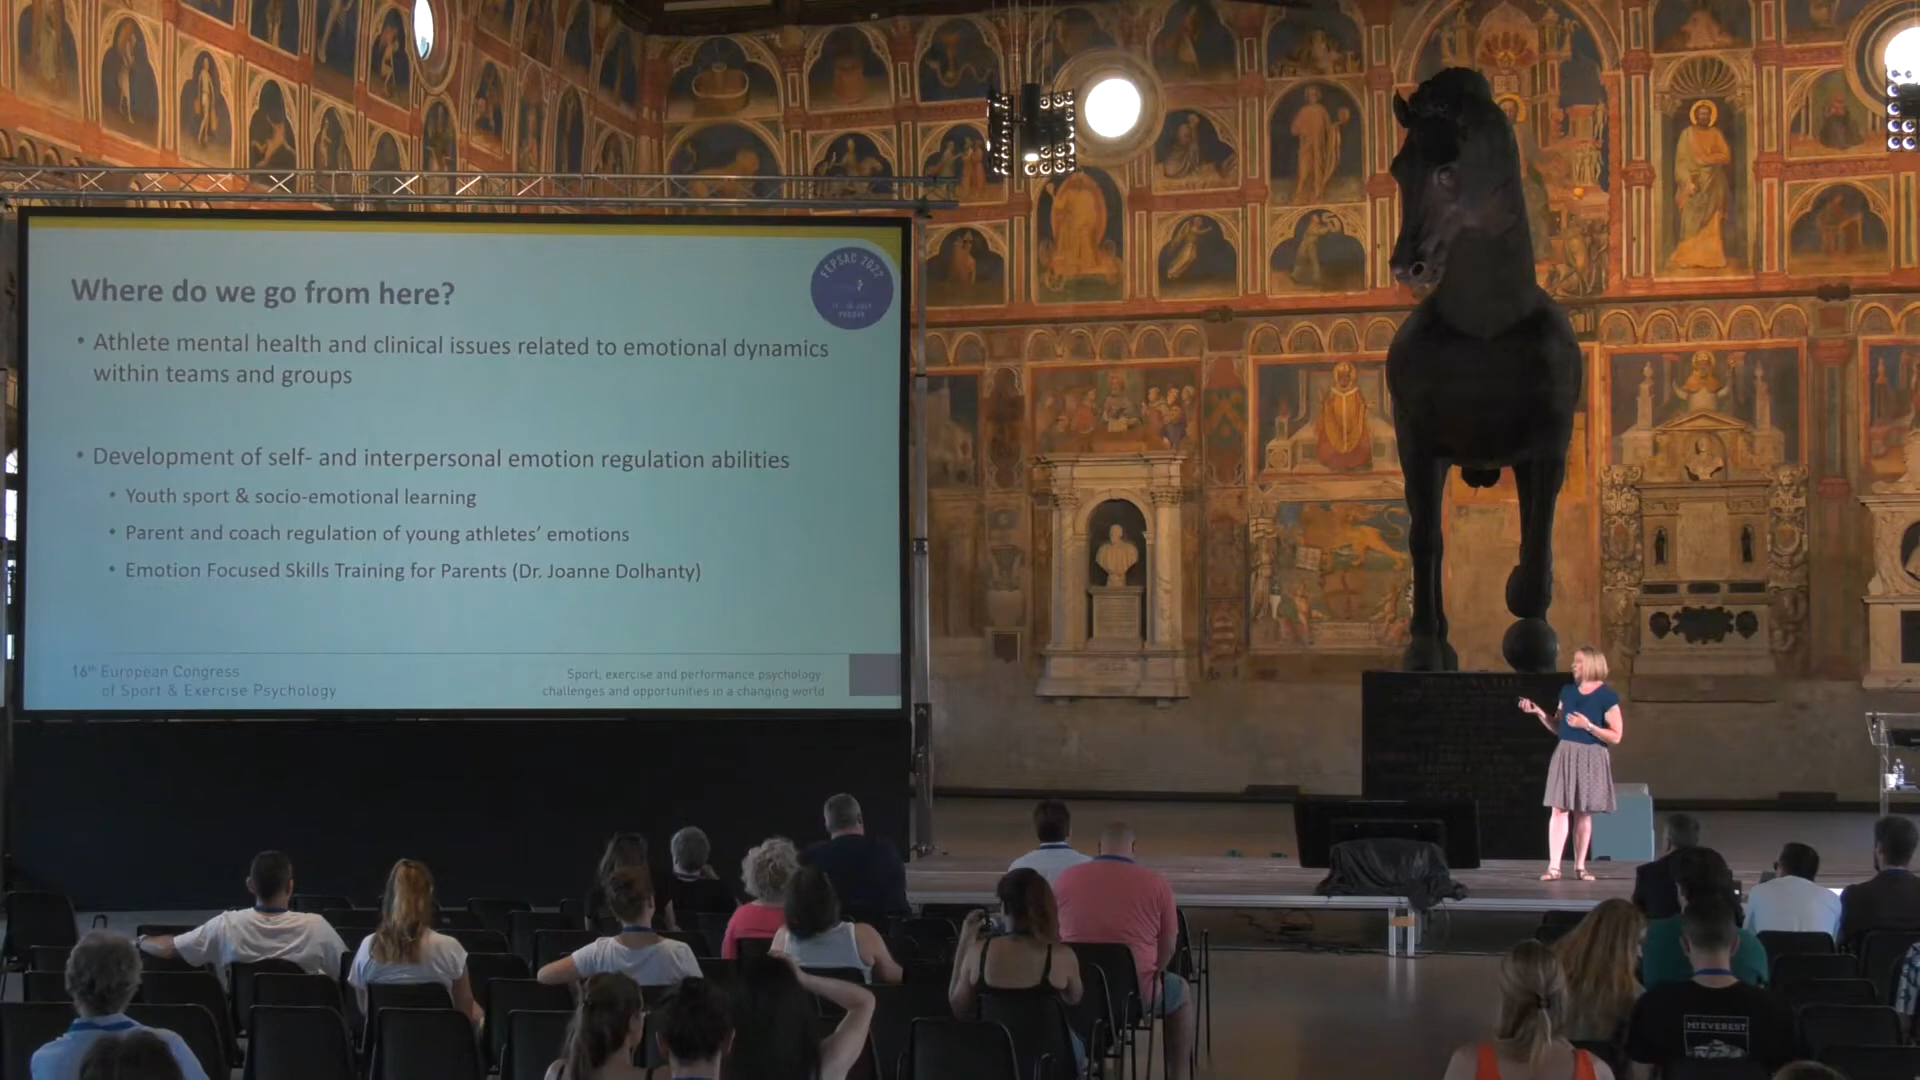 Where do we go from here?
FEPSAC 2022
• Athlete mental health and clinical issues related to emotional dynamics
within teams and groups
• Development of self- and interpersonal emotion regulation abilities
• Youth sport & socio-emotional learning
• Parent and coach regulation of young athletes’ emotions
• Emotion Focused Skills Training for Parents (Dr. Joanne Dolhanty)
16th European Congress
of Sport & Exercise Psychology
Sport, exercise and performance psychology:
challenges and opportunities in a changing world
MT EVEREST